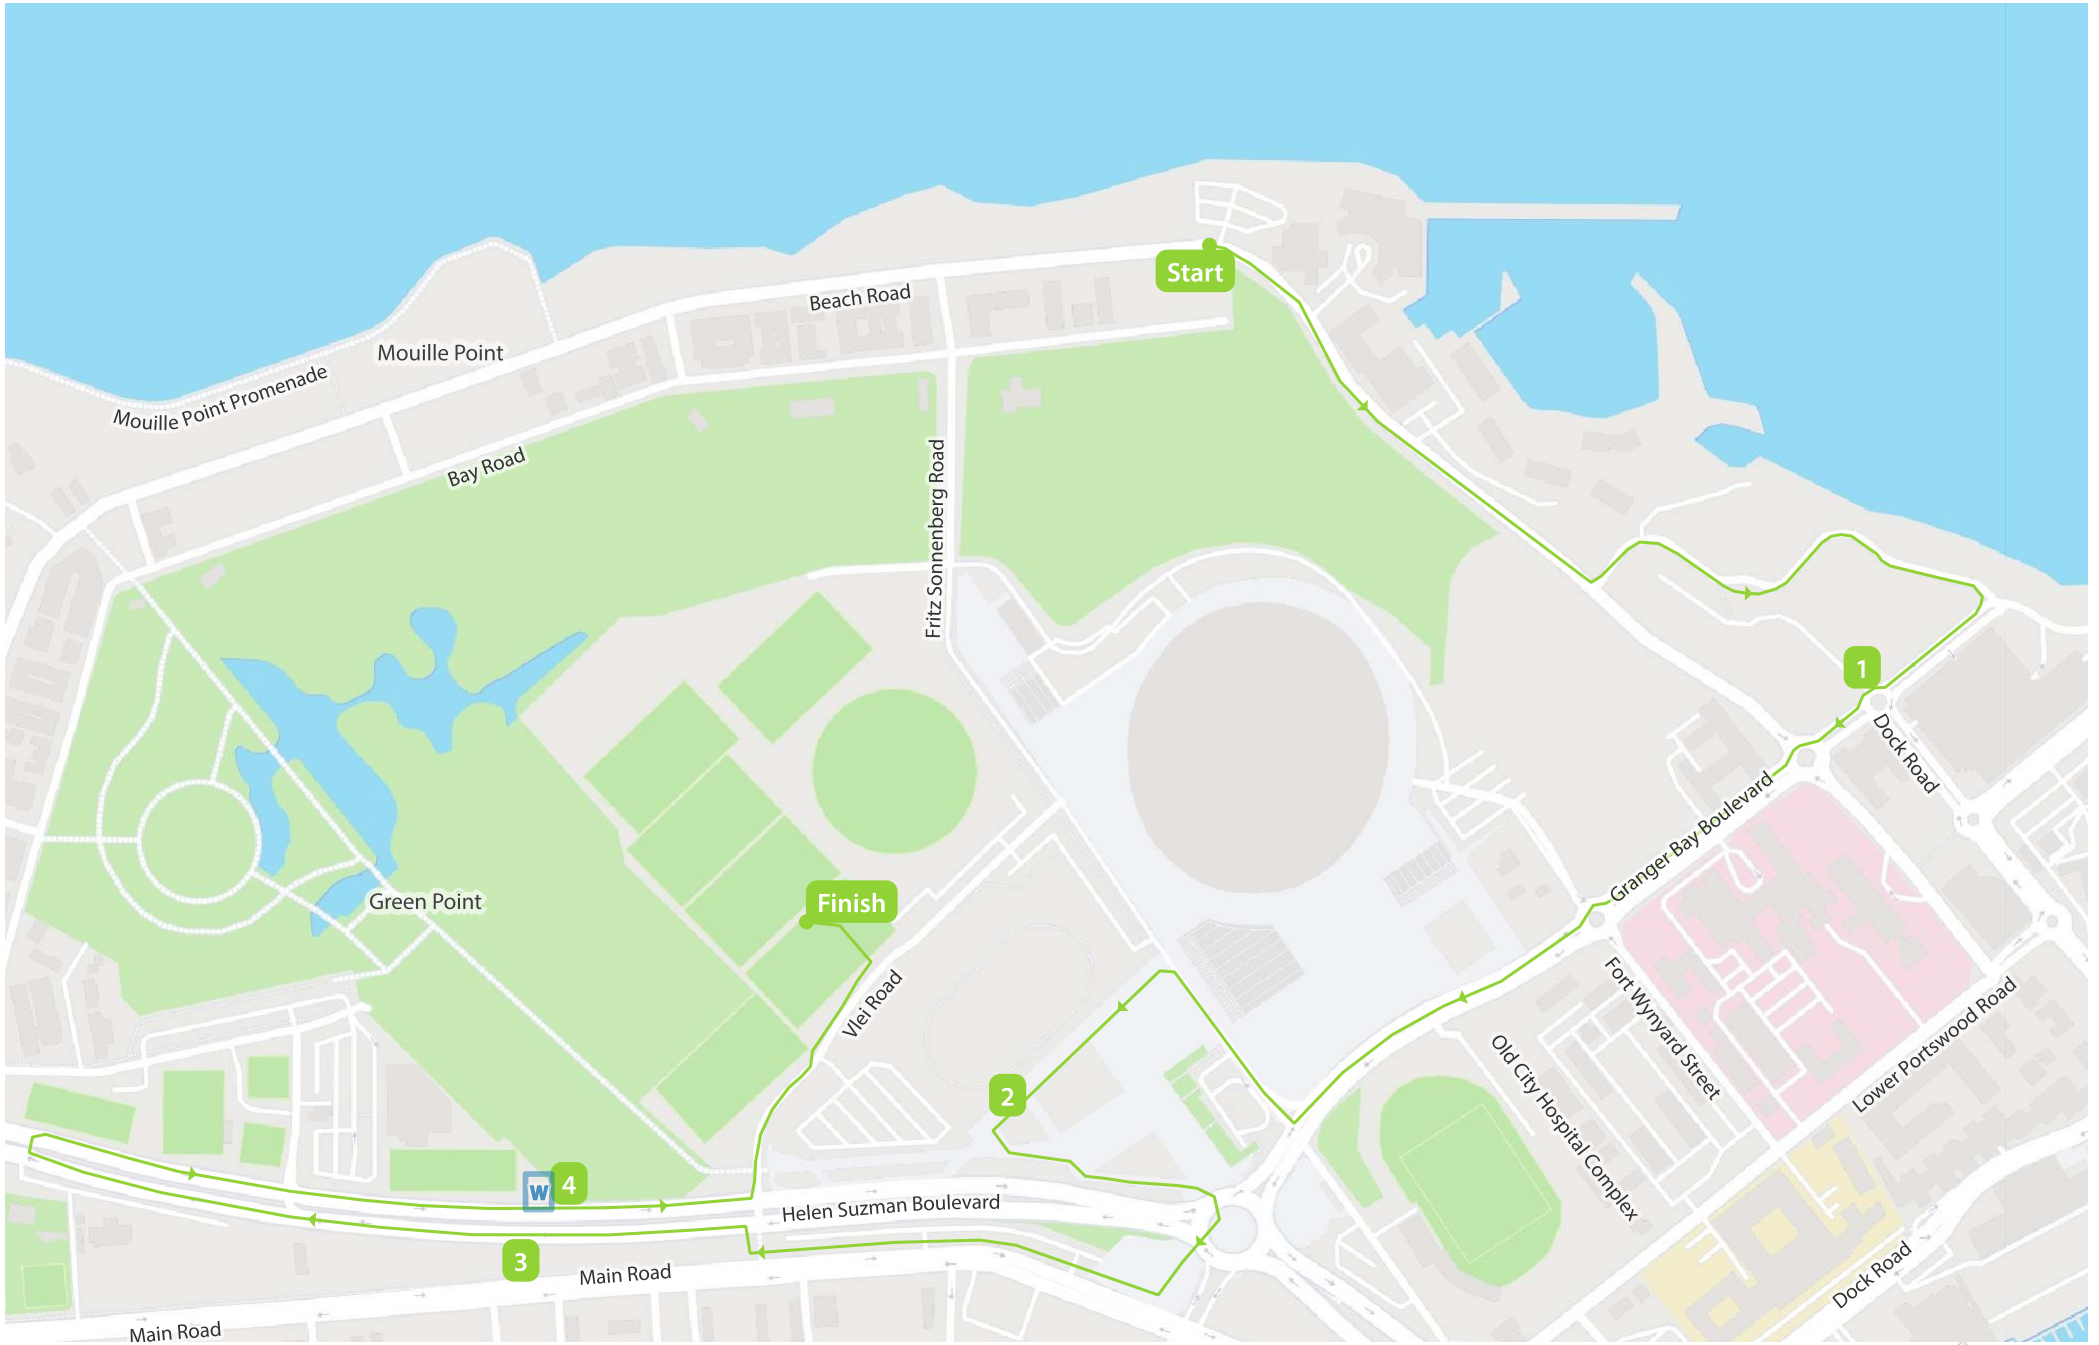 Start
Beach Road
Mouille Point
Mouille Point Promenade
Bay Road
Fritz Sonnenberg Road
1
Dock Road
Granger Bay Boulevard
Finish
Green Point
Vlei Road
Fort Wynyard Street
Lower Portswood Road
Old City Hospital Complex
2
W
4
Helen Suzman Boulevard
3
Main Road
Dock Road
Main Road